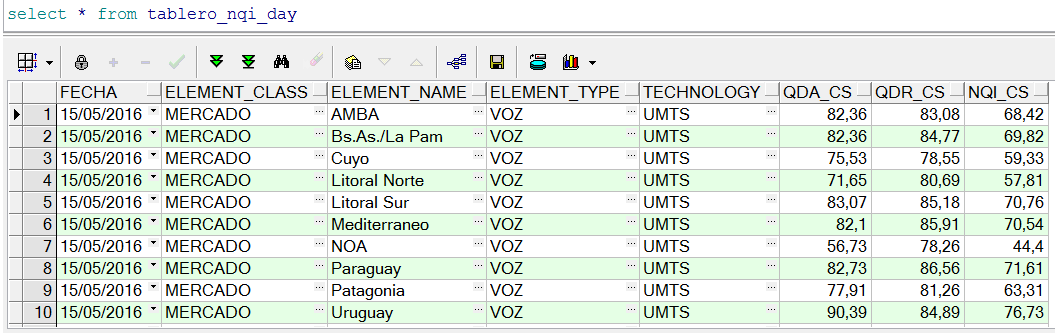 select * from tablero_nqi_day
FECHA ELEMENT_CLASS ELEMENT_NAME ELEMENT_TYPE TECHNOLOGY QDA_CS QDR_CS NQI_CS
1 15/05/2016 MERCADO AMBA VOZ UMTS 82,36 83,08 68,42
2 15/05/2016 MERCADO Bs.As./La Pam VOZ UMTS 82,36 84,77 69,82
3 15/05/2016 MERCADO Cuyo VOZ UMTS 75,53 78,55 59,33
4 15/05/2016 MERCADO Litoral Norte VOZ UMTS 71,65 80,69 57,81
5 15/05/2016 MERCADO Litoral Sur VOZ UMTS 83,07 85,18 70,76
6 15/05/2016 MERCADO Mediterraneo VOZ UMTS 82,1 85,91 70,54
7 15/05/2016 MERCADO NOA VOZ UMTS 56,73 78,26 44,4
8 15/05/2016 MERCADO Paraguay VOZ UMTS 82,73 86,56 71,61
9 15/05/2016 MERCADO Patagonia VOZ UMTS 77,91 81,26 63,31
10 15/05/2016 MERCADO Uruguay VOZ UMTS 90,39 84,89 76,73